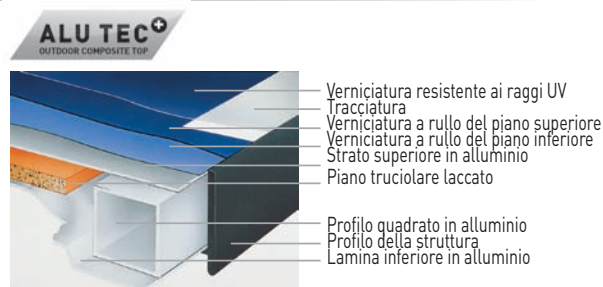 ALU TEC+
OUTDOOR COMPOSITE TOP
Verniciatura resistente ai raggi UV
Tracciatura
Verniciatura a rullo del piano superiore
Verniciatura a rullo del piano inferiore
Strato superiore in alluminio
Piano truciolare laccato
Profilo quadrato in alluminio
Profilo della struttura
Lamina inferiore in alluminio